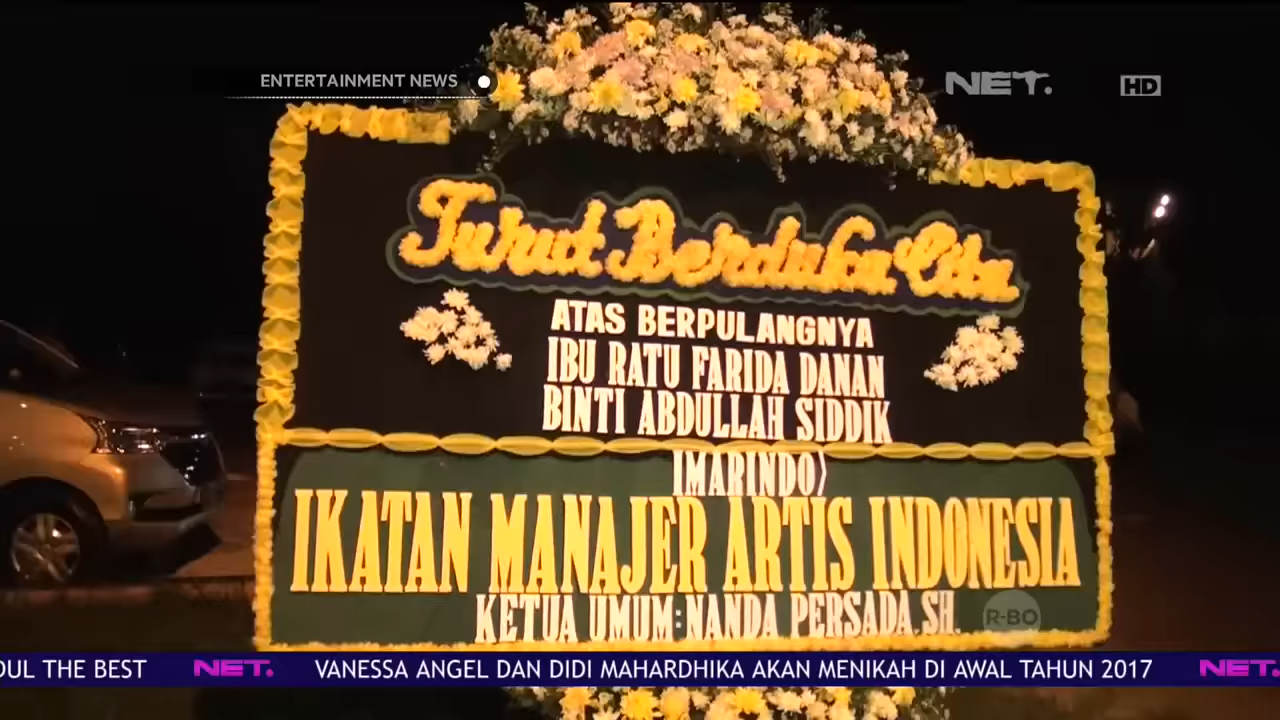 ENTERTAINMENT NEWS
NET.
HD
Turut Berduka Cita
ATAS BERPULANGNYA
IBU RATU FARIDA DANAN
BINTI ABDULLAH SIDDIK
(MARINDO)
IKATAN MANAJER ARTIS INDONESIA
KETUA UMUM:NANDA PERSADA.SH.
R-BO
OUL THE BEST NET. VANESSA ANGEL DAN DIDI MAHARDHIKA AKAN MENIKAH DI AWAL TAHUN 2017 NET.